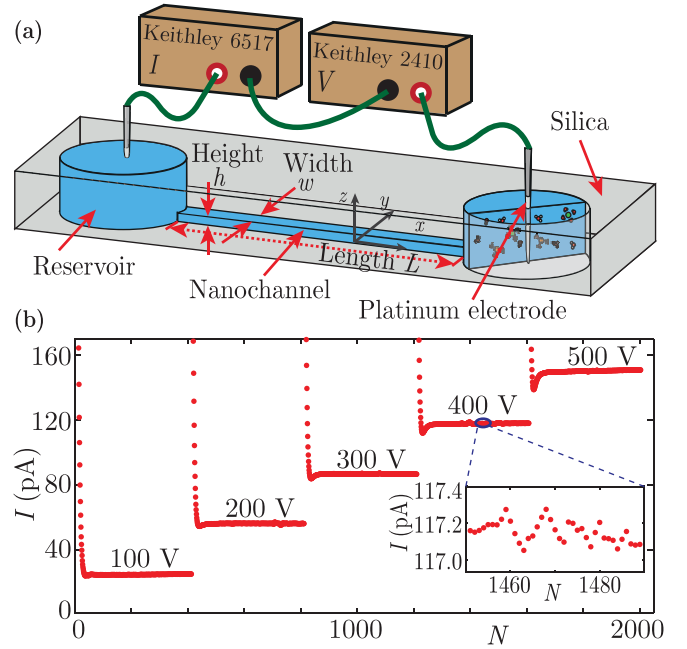 (a)
Keithley 6517
I
Keithley 2410
V
Silica
Height
h
Width
w
z
y
x
Length L
Reservoir
Nanochannel
Platinum electrode
(b)
160
120
80
40
0
I (pA)
100 V
200 V
300 V
400 V
500 V
117.4
117.2
117.0
I (pA)
1460
N
1480
0
1000
N
2000